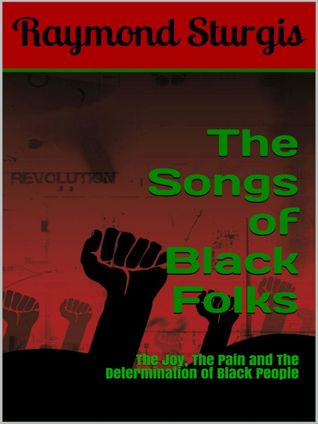 Raymond Sturgis
REVOLUTION
The
Songs
of
Black
Folks
The Joy, The Pain and The
Determination of Black People